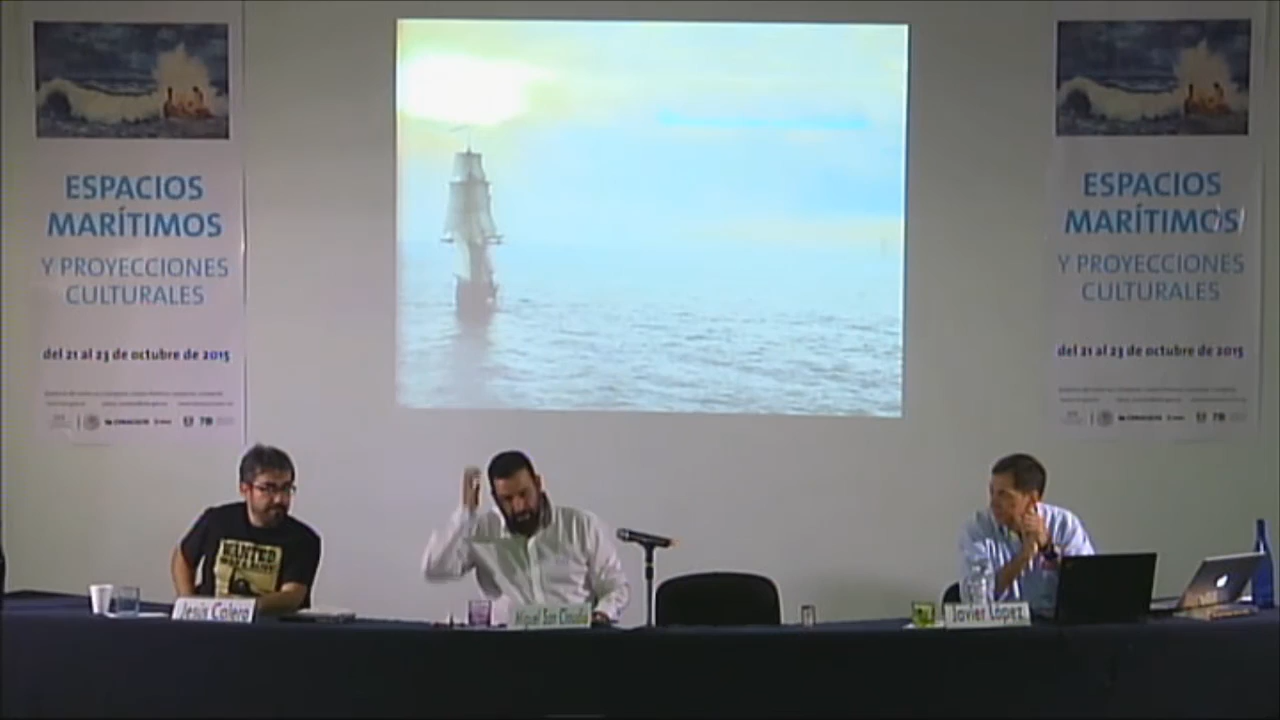 ESPACIOS
MARÍTIMOS
Y PROYECCIONES
CULTURALES
del 21 al 23 de octubre de 2015
ESPACIOS
MARÍTIMOS
Y PROYECCIONES
CULTURALES
del 21 al 23 de octubre de 2015
WANTED
Jesús Calero
Miguel San Claudio
Javier López